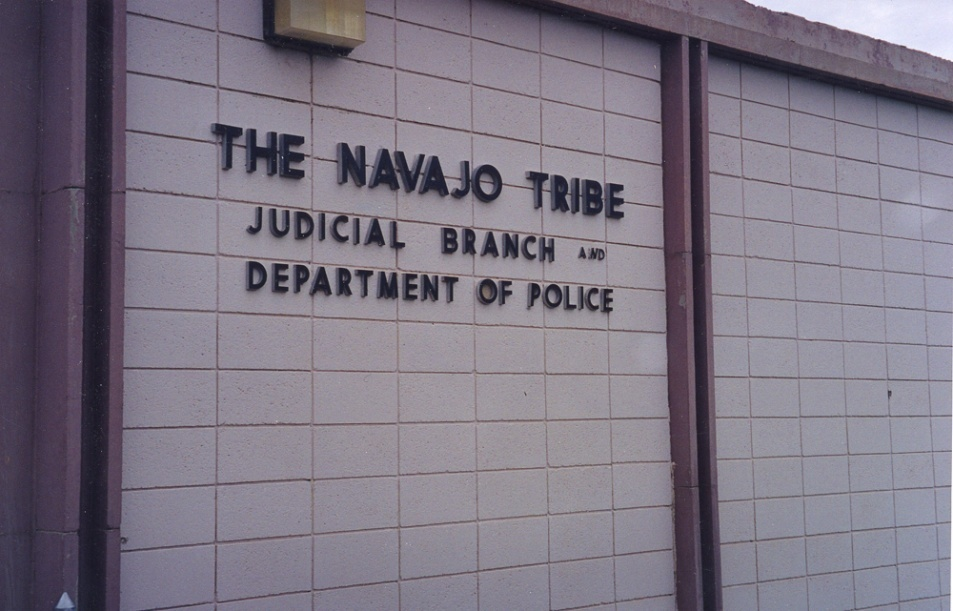 THE NAVAJO TRIBE
JUDICIAL BRANCH AND
DEPARTMENT OF POLICE